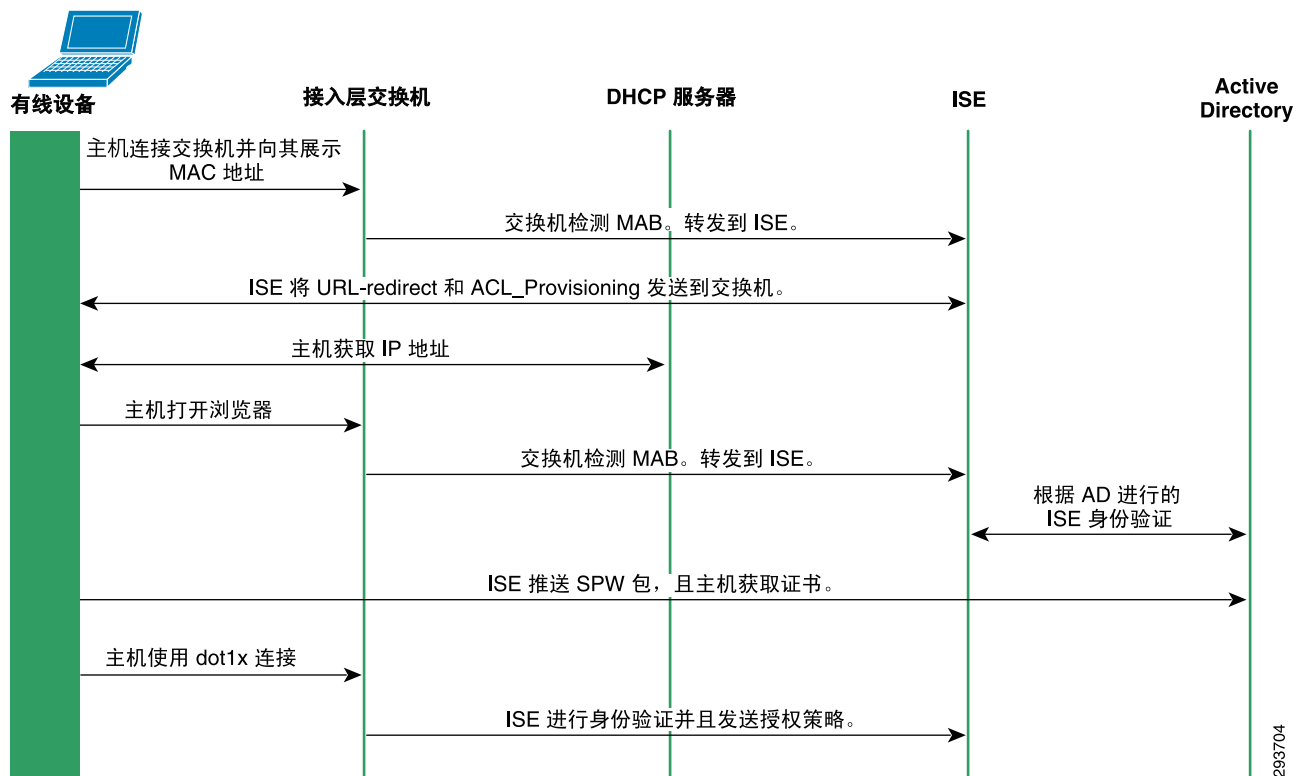 有线设备
接入层交换机
DHCP 服务器
ISE
Active
Directory
主机连接交换机并向其展示
MAC 地址
交换机检测 MAB。转发到 ISE。
ISE 将 URL-redirect 和 ACL_Provisioning 发送到交换机。
主机获取 IP 地址
主机打开浏览器
交换机检测 MAB。转发到 ISE。
根据 AD 进行的
ISE 身份验证
ISE 推送 SPW 包，且主机获取证书。
主机使用 dot1x 连接
ISE 进行身份验证并且发送授权策略。
293704